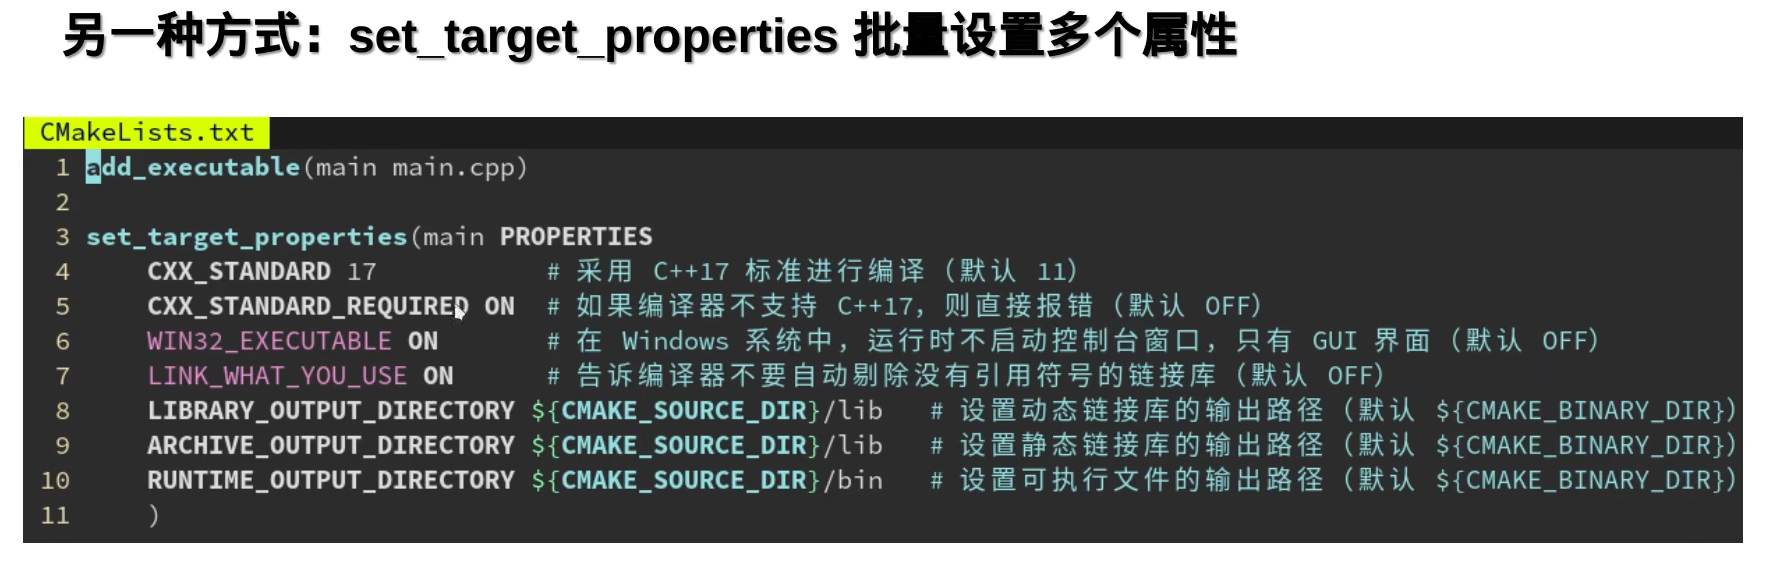 另一种方式：set_target_properties 批量设置多个属性
CMakeLists.txt
1 add_executable(main main.cpp)
2
3 set_target_properties(main PROPERTIES
4     CXX_STANDARD 17           # 采用 C++17 标准进行编译（默认 11）
5     CXX_STANDARD_REQUIRED ON  # 如果编译器不支持 C++17，则直接报错（默认 OFF）
6     WIN32_EXECUTABLE ON       # 在 Windows 系统中，运行时不启动控制台窗口，只有 GUI 界面（默认 OFF）
7     LINK_WHAT_YOU_USE ON      # 告诉编译器不要自动剔除没有引用符号的链接库（默认 OFF）
8     LIBRARY_OUTPUT_DIRECTORY ${CMAKE_SOURCE_DIR}/lib   # 设置动态链接库的输出路径（默认 ${CMAKE_BINARY_DIR}）
9     ARCHIVE_OUTPUT_DIRECTORY ${CMAKE_SOURCE_DIR}/lib   # 设置静态链接库的输出路径（默认 ${CMAKE_BINARY_DIR}）
10     RUNTIME_OUTPUT_DIRECTORY ${CMAKE_SOURCE_DIR}/bin   # 设置可执行文件的输出路径（默认 ${CMAKE_BINARY_DIR}）
11     )